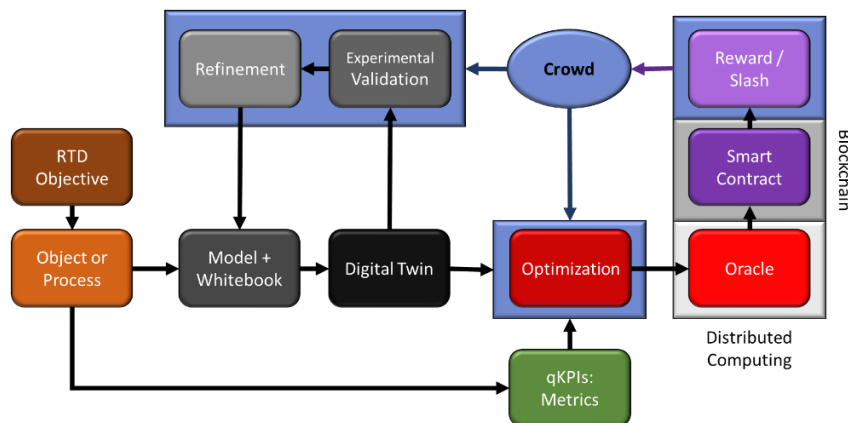 Refinement
Experimental
Validation
Crowd
Reward /
Slash
RTD
Objective
Smart
Contract
Blockchain
Object or
Process
Model +
Whitebook
Digital Twin
Optimization
Oracle
Distributed
Computing
qKPIs:
Metrics